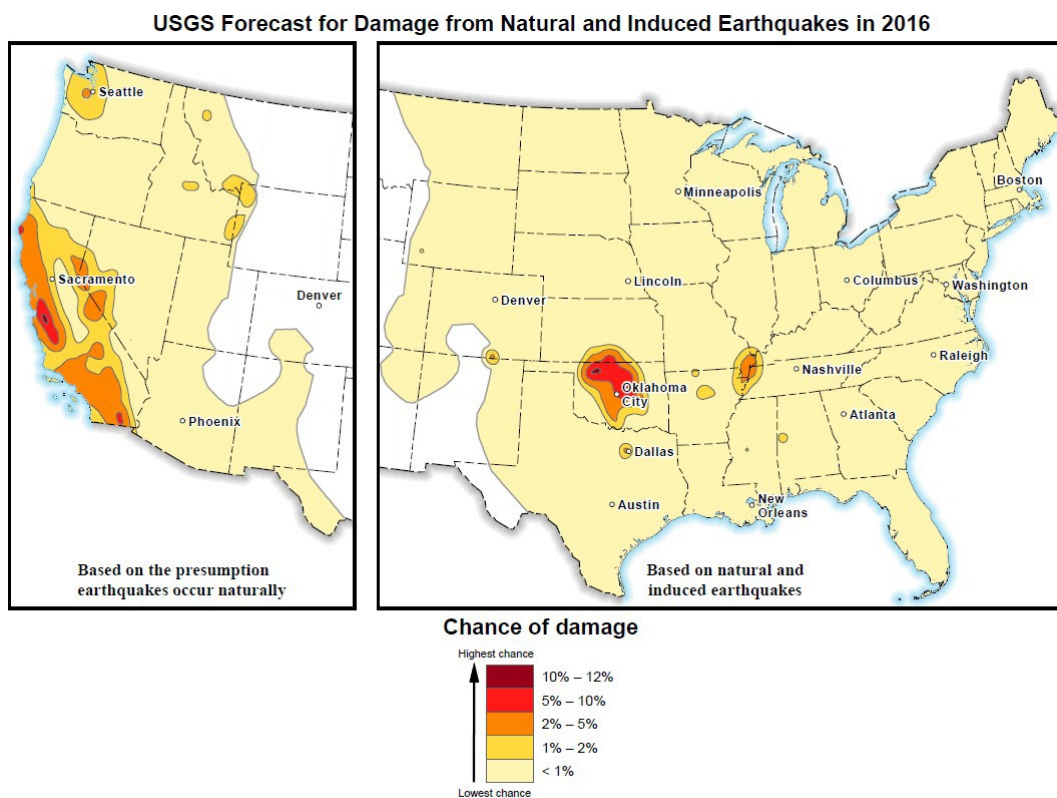 USGS Forecast for Damage from Natural and Induced Earthquakes in 2016
Seattle
Sacramento
Denver
Phoenix
Based on the presumption
earthquakes occur naturally
Minneapolis
Boston
Lincoln
Columbus
Washington
Denver
Raleigh
Nashville
Oklahoma
City
Atlanta
Dallas
Austin
New
Orleans
Based on natural and
induced earthquakes
Chance of damage
Highest chance
10% – 12%
5% – 10%
2% – 5%
1% – 2%
< 1%
Lowest chance